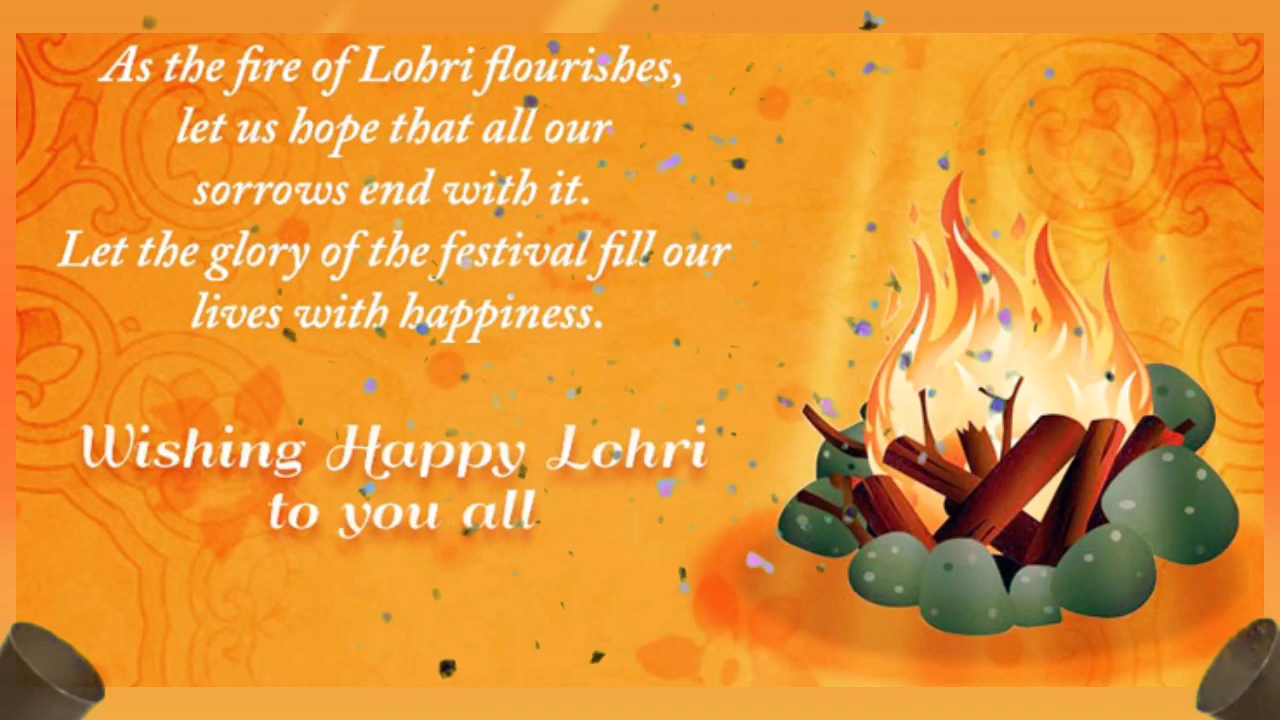 As the fire of Lohri flourishes,
let us hope that all our
sorrows end with it.
Let the glory of the festival fill our
lives with happiness.
Wishing Happy Lohri
to you all